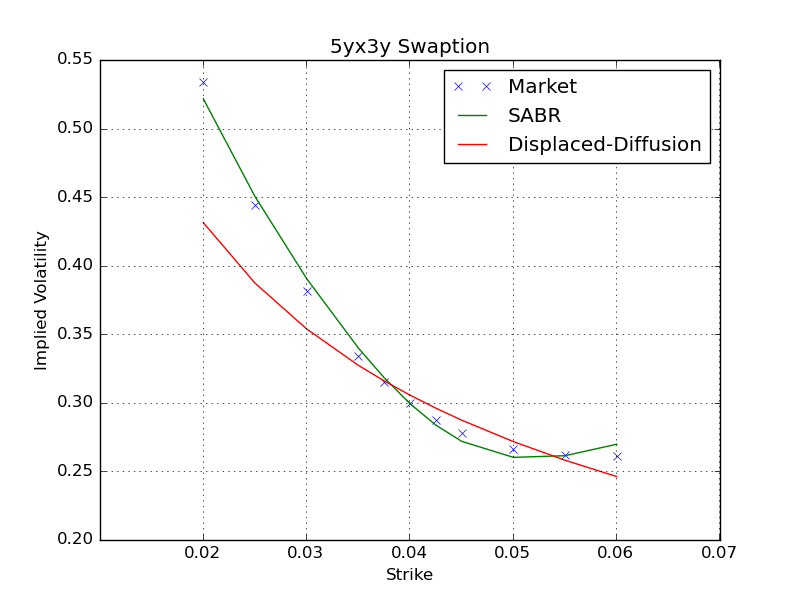 5yx3y Swaption
0.55
0.50
0.45
0.40
0.35
0.30
0.25
0.20
Implied Volatility
Market
SABR
Displaced-Diffusion
0.02 0.03 0.04 0.05 0.06 0.07
Strike